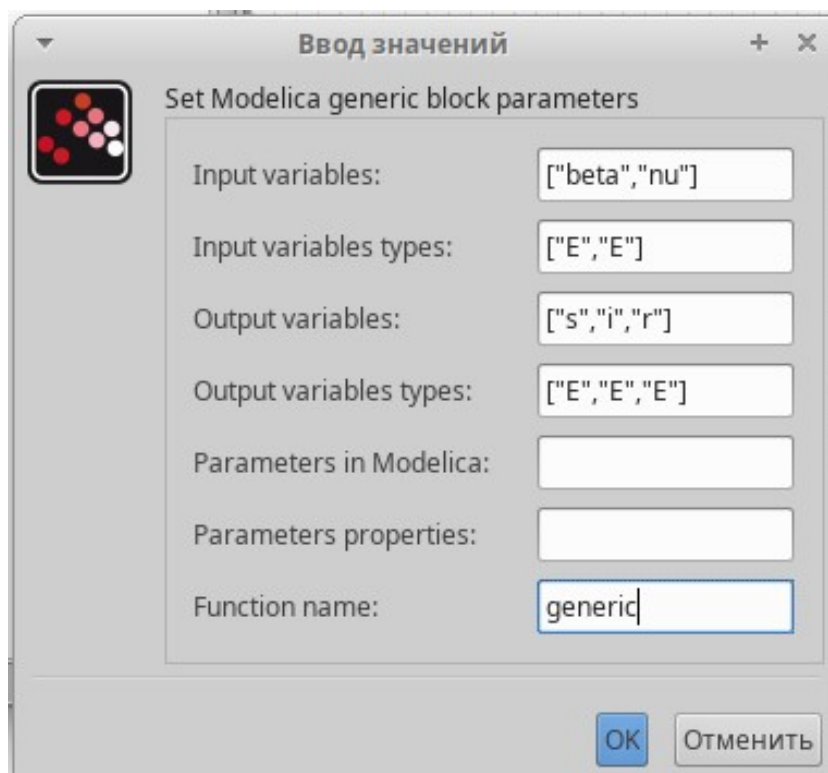 Ввод значений
Set Modelica generic block parameters
Input variables: ["beta","nu"]
Input variables types: ["E","E"]
Output variables: ["s","i","r"]
Output variables types: ["E","E","E"]
Parameters in Modelica:
Parameters properties:
Function name: generic
OK Отменить